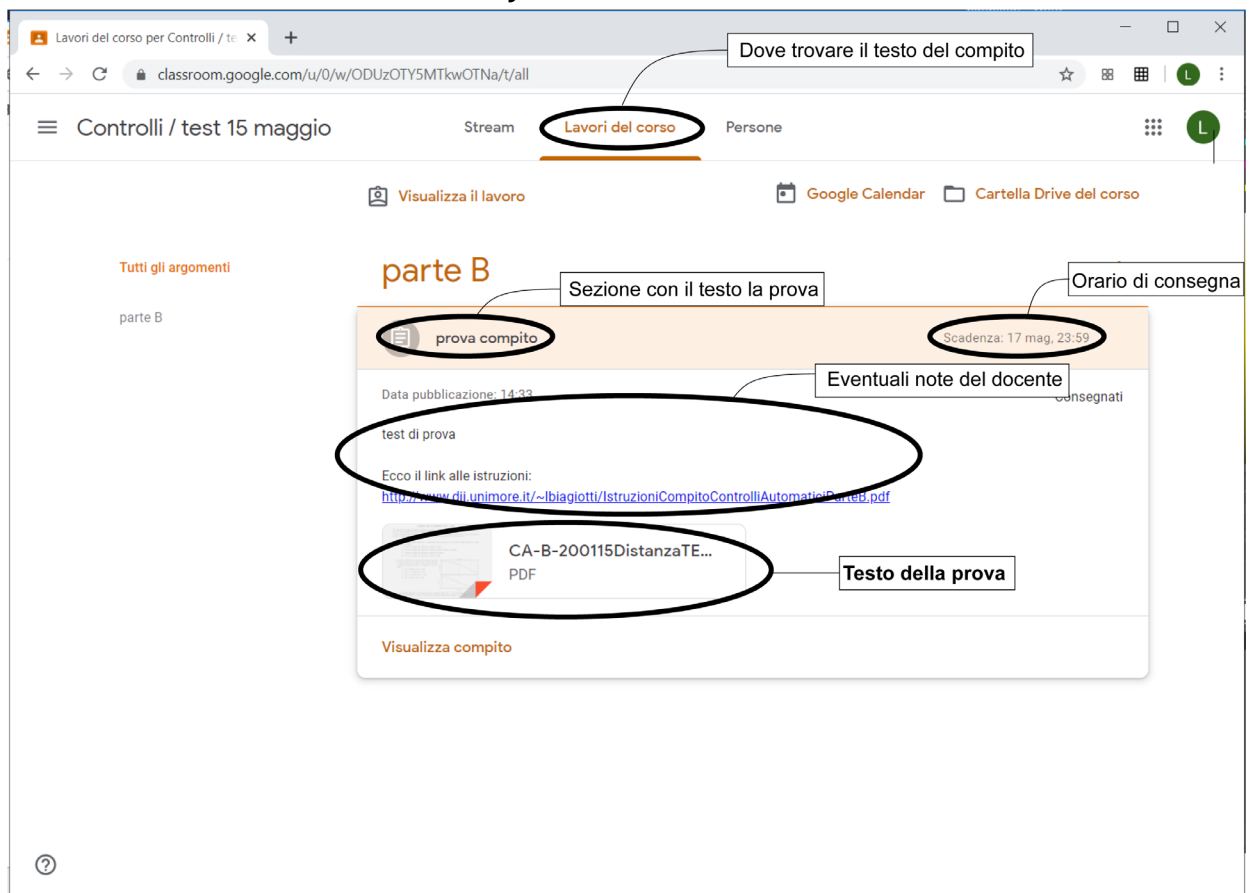 Lavori del corso per Controlli / te
Dove trovare il testo del compito
classroom.google.com/u/0/w/ODUzOTY5MTkwOTNa/t/all
L
Controlli / test 15 maggio
Stream
Lavori del corso
Persone
L
Visualizza il lavoro
Google Calendar
Cartella Drive del corso
Tutti gli argomenti
parte B
Sezione con il testo la prova
Orario di consegna
parte B
prova compito
Scadenza: 17 mag, 23:59
Eventuali note del docente
Data pubblicazione: 14:33
Consegnati
test di prova
Ecco il link alle istruzioni:
http://www.dii.unimore.it/~lbiagiotti/IstruzioniCompitoControlliAutomaticiParteB.pdf
CA-B-200115DistanzaTE...
PDF
Testo della prova
Visualizza compito